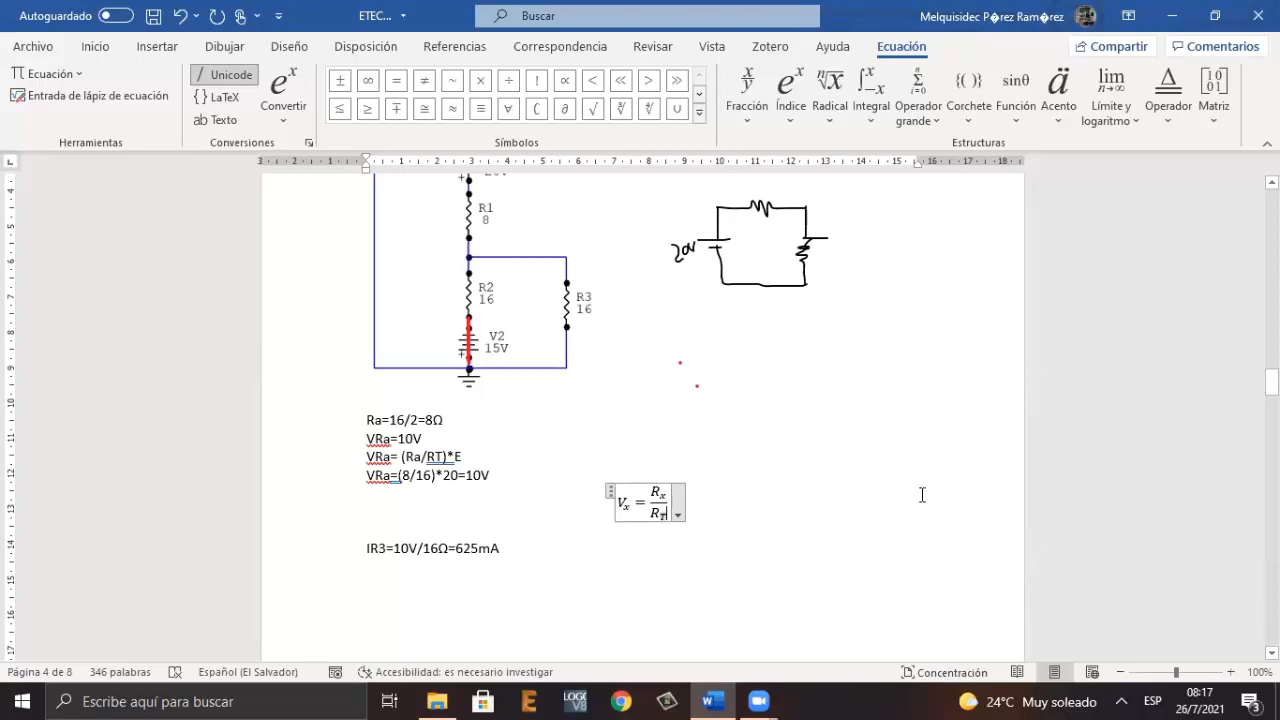 Autoguardado
ETEC...
Buscar
Melquisidec P�rez Ram�rez
Archivo Inicio Insertar Dibujar Diseño Disposición Referencias Correspondencia Revisar Vista Zotero Ayuda Ecuación Compartir Comentarios
Ecuación
Entrada de lápiz de ecuación
Unicode
LaTeX
Texto
Convertir
Fracción Índice Radical Integral Operador grande Corchete Función Acento Límite y logaritmo Operador Matriz
Herramientas Conversiones Símbolos Estructuras
R1
8
R2
16
R3
16
V2
15V
20V
Ra=16/2=8Ω
VRa=10V
VRa= (Ra/RT)*E
VRa=(8/16)*20=10V
Vx = Rx/RT
IR3=10V/16Ω=625mA
Página 4 de 8 346 palabras Español (El Salvador) Accesibilidad: es necesario investigar Concentración 100%
Escribe aquí para buscar
24°C Muy soleado ESP 08:17
26/7/2021